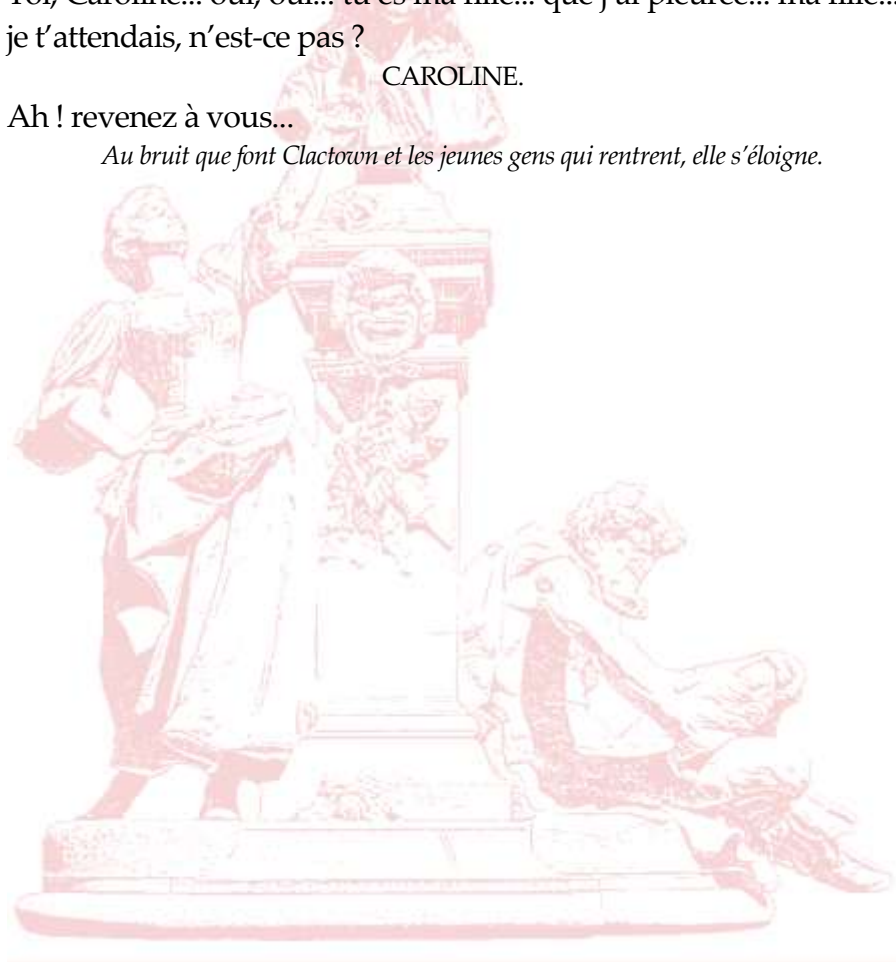 Toi, Caroline... oui, oui... tu es ma fille... que j'ai pleurée... ma fille...
je t'attendais, n'est-ce pas ?
CAROLINE.
Ah ! revenez à vous...
Au bruit que font Clactown et les jeunes gens qui rentrent, elle s'éloigne.